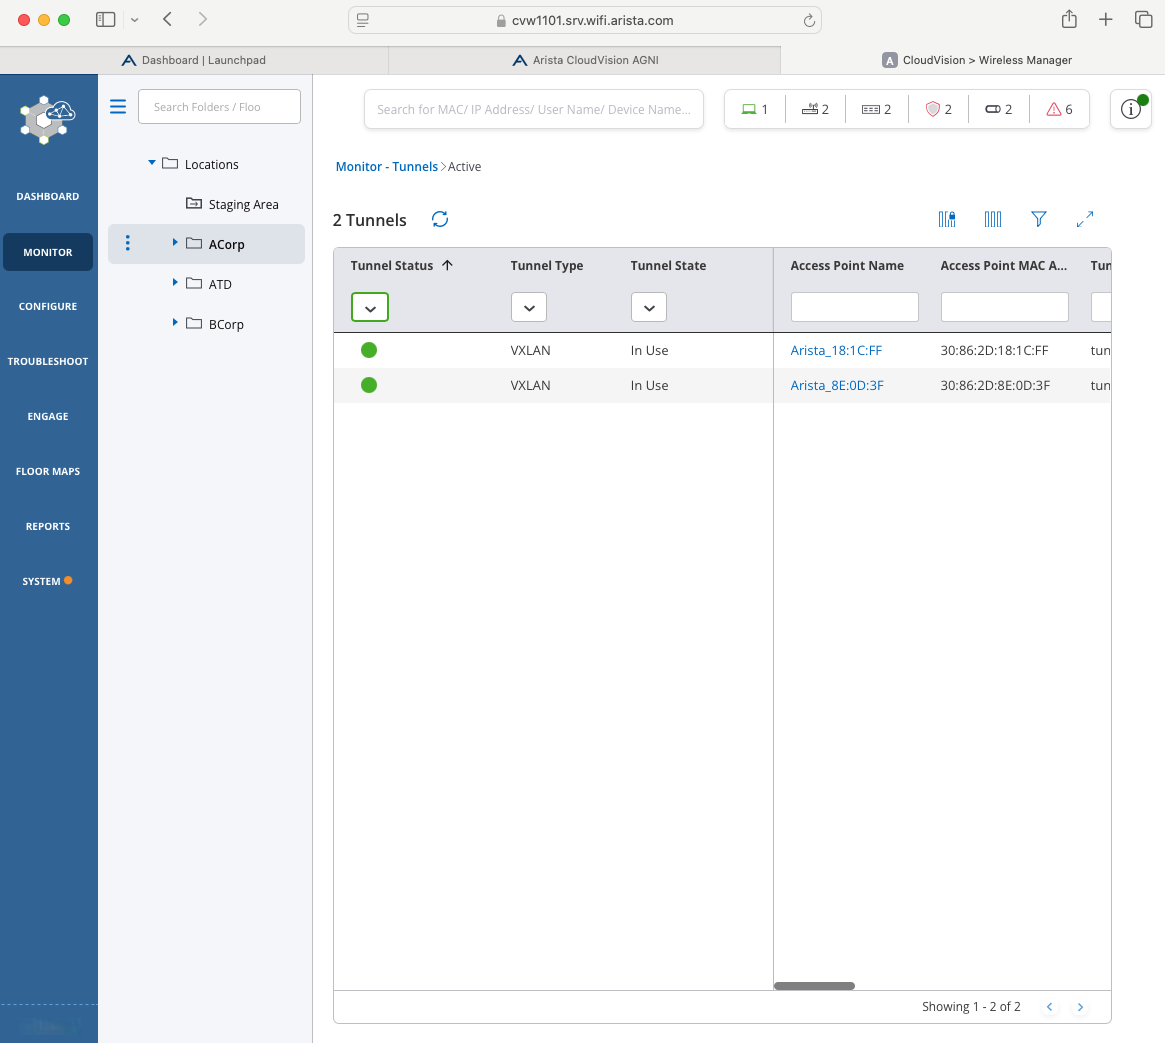 cvw1101.srv.wifi.arista.com
Dashboard | Launchpad
Arista CloudVision AGNI
A CloudVision > Wireless Manager
Search Folders / Floo
Search for MAC/ IP Address/ User Name/ Device Name...
1
2
2
2
2
6
DASHBOARD
MONITOR
CONFIGURE
TROUBLESHOOT
ENGAGE
FLOOR MAPS
REPORTS
SYSTEM
Locations
Staging Area
ACorp
ATD
BCorp
Monitor - Tunnels > Active
2 Tunnels
Tunnel Status Tunnel Type Tunnel State Access Point Name Access Point MAC A... Tun
VXLAN In Use Arista_18:1C:FF 30:86:2D:18:1C:FF tun
VXLAN In Use Arista_8E:0D:3F 30:86:2D:8E:0D:3F tun
Showing 1 - 2 of 2